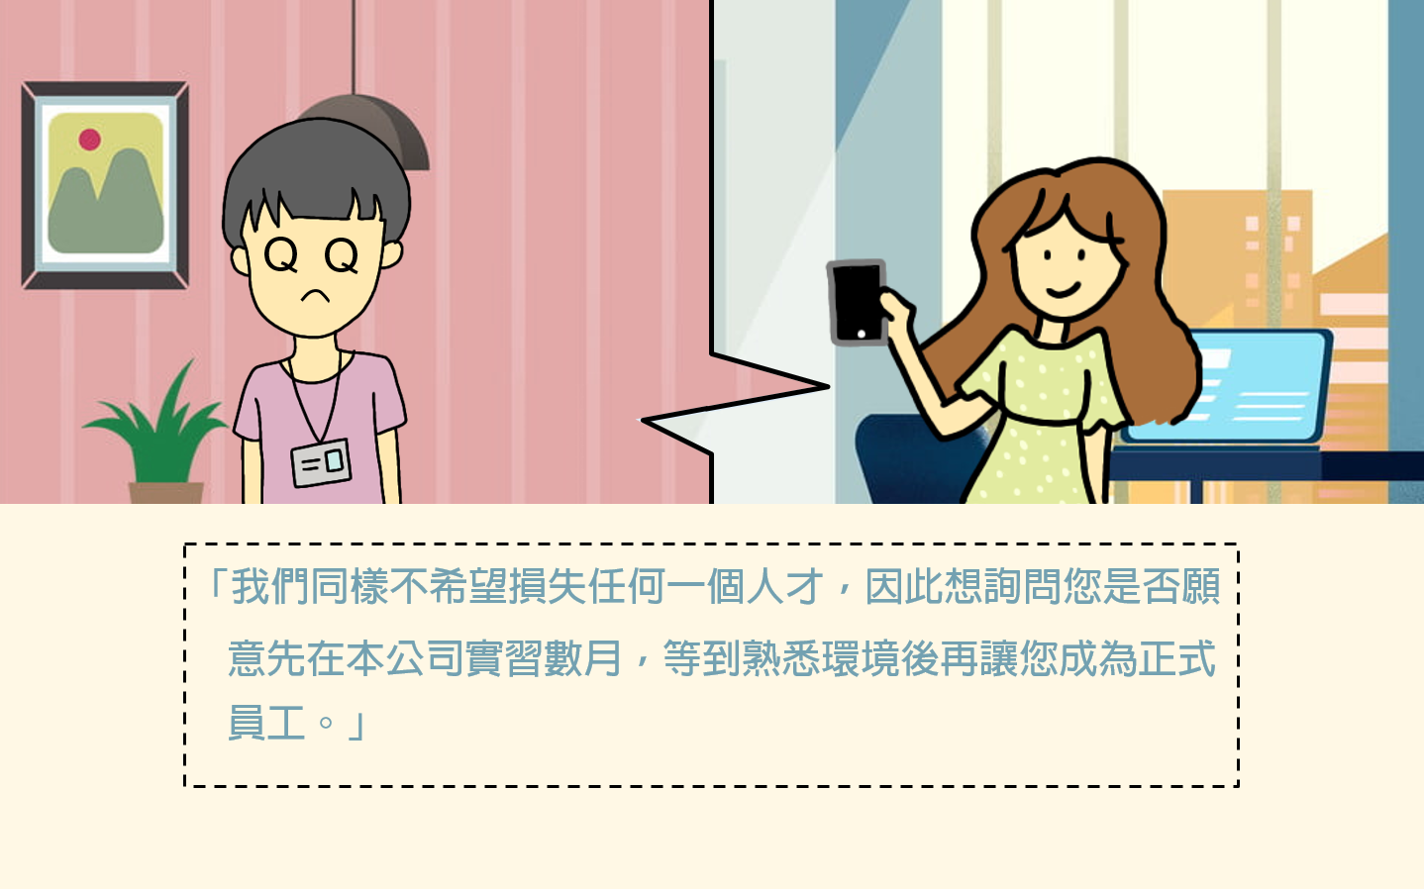 「我們同樣不希望損失任何一個人才，因此想詢問您是否願
意先在本公司實習數月，等到熟悉環境後再讓您成為正式
員工。」